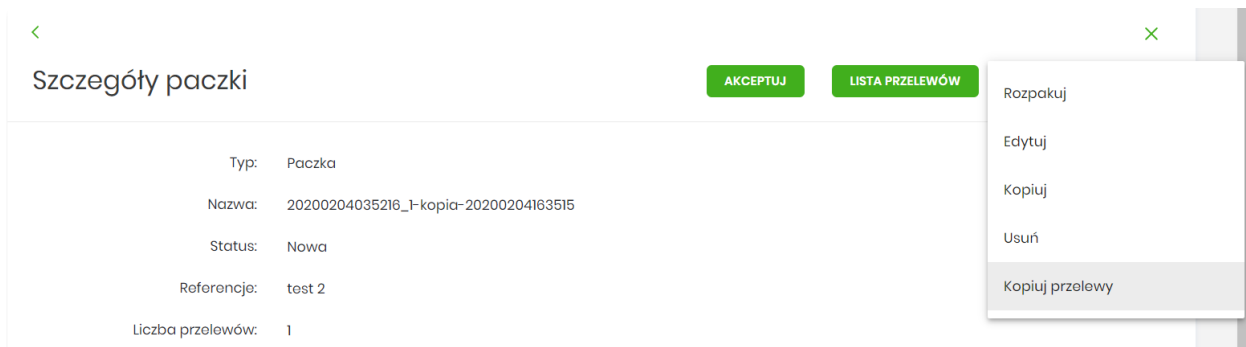 Szczegóły paczki
AKCEPTUJ
LISTA PRZELEWÓW
Rozpakuj
Edytuj
Kopiuj
Usuń
Kopiuj przelewy
Typ: Paczka
Nazwa: 20200204035216_1-kopia-20200204163515
Status: Nowa
Referencje: test 2
Liczba przelewów: 1